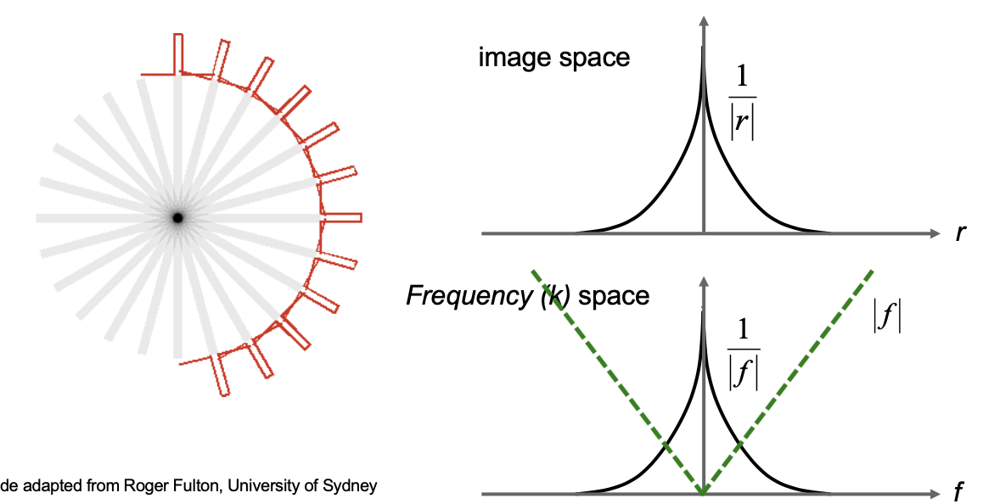 image space
1
|r|
r
Frequency (k) space
|f|
1
|f|
f
de adapted from Roger Fulton, University of Sydney